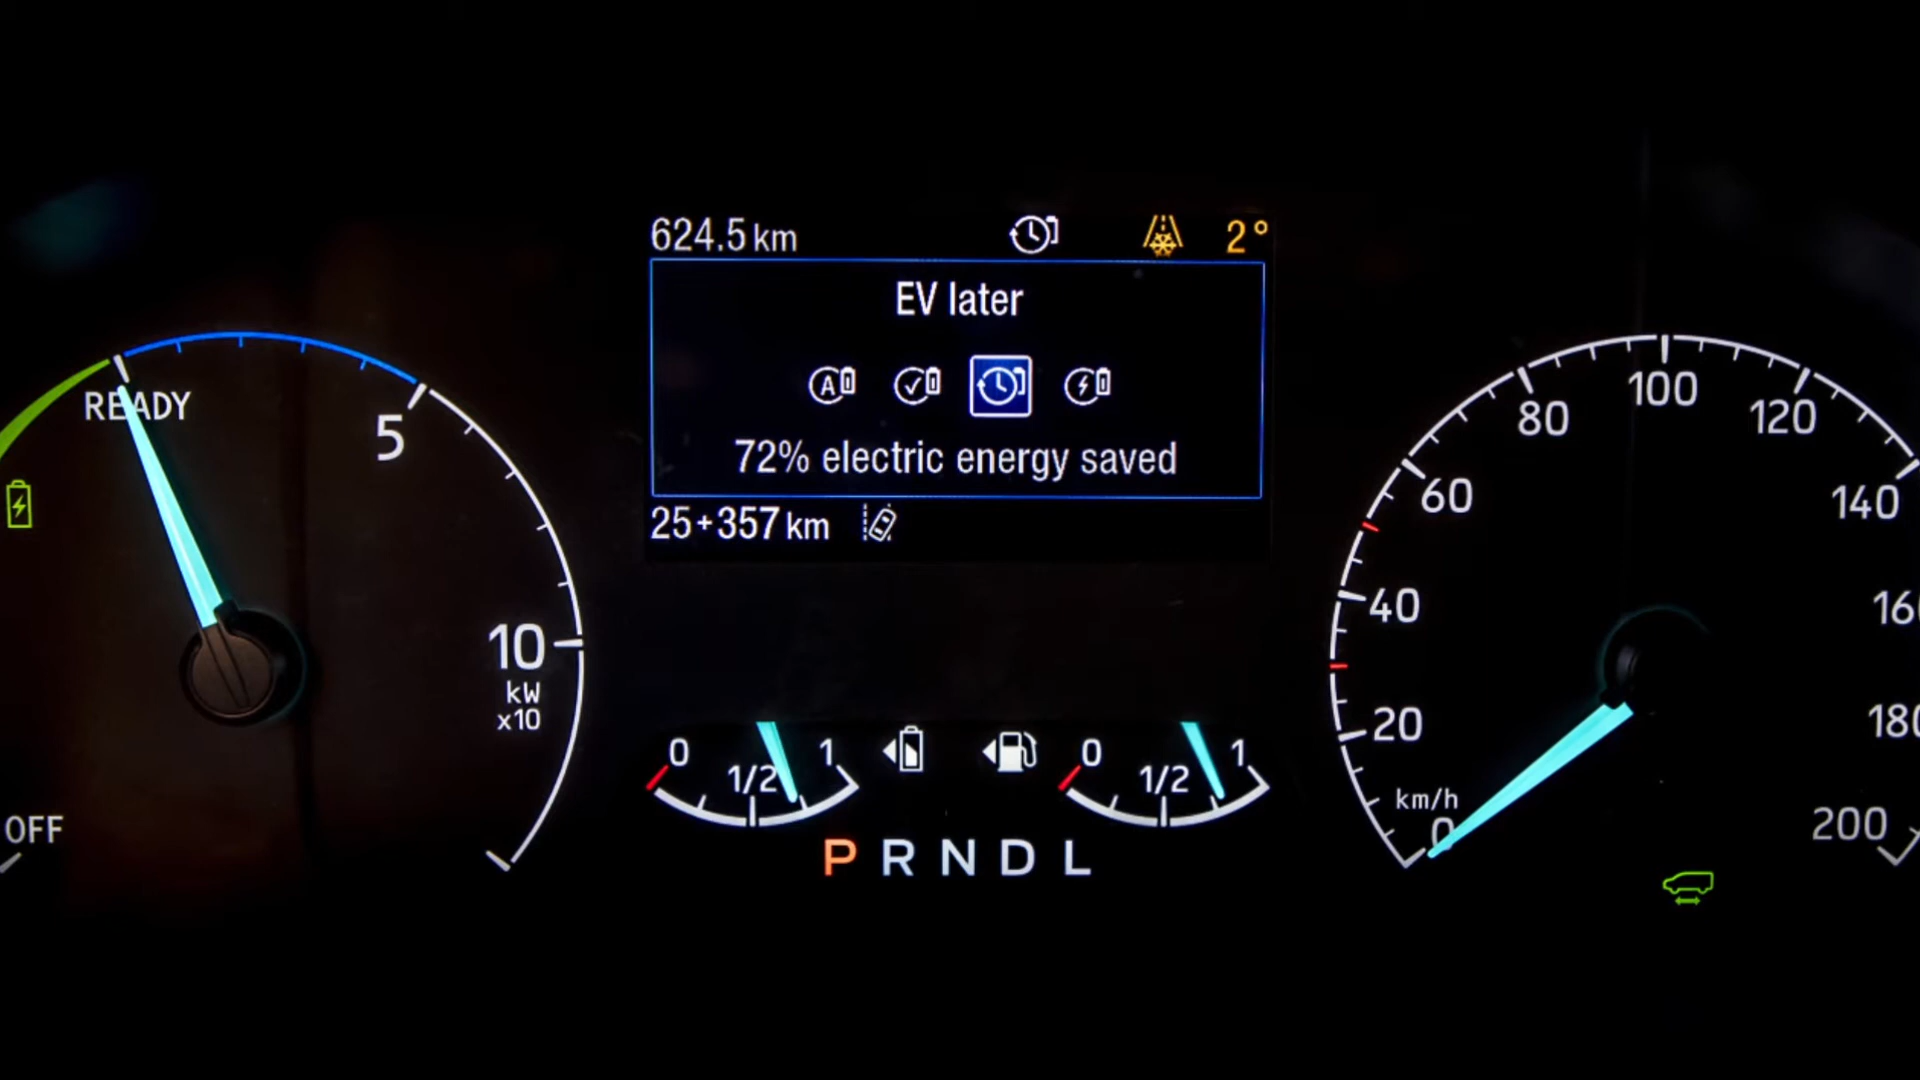 624.5 km 2°
EV later
A
72% electric energy saved
25+357 km
READY
5
10
kW
x10
OFF
0 1/2 1
0 1/2 1
P R N D L
0
20
40
60
80
100
120
140
180
200
km/h